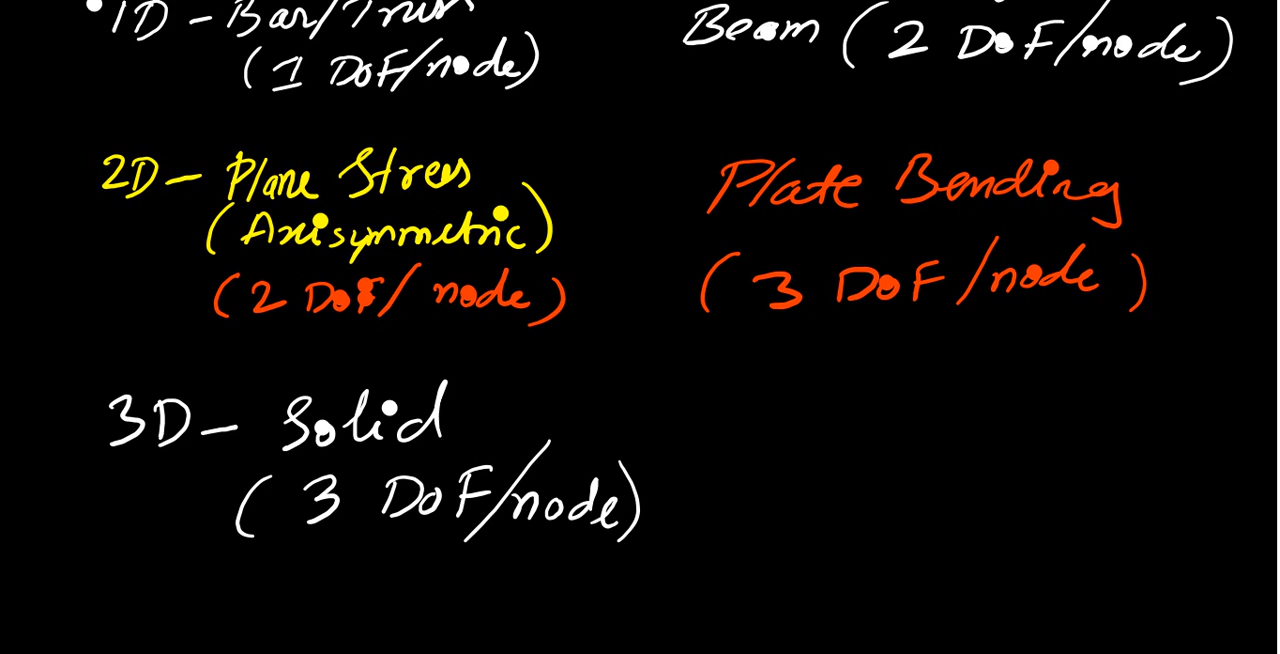 1D - Bar/Truss
(1 DoF/node)
Beam (2 DoF/node)
2D - Plane Stress
(Axisymmetric)
(2 DoF/node)
Plate Bending
(3 DoF/node)
3D - Solid
(3 DoF/node)